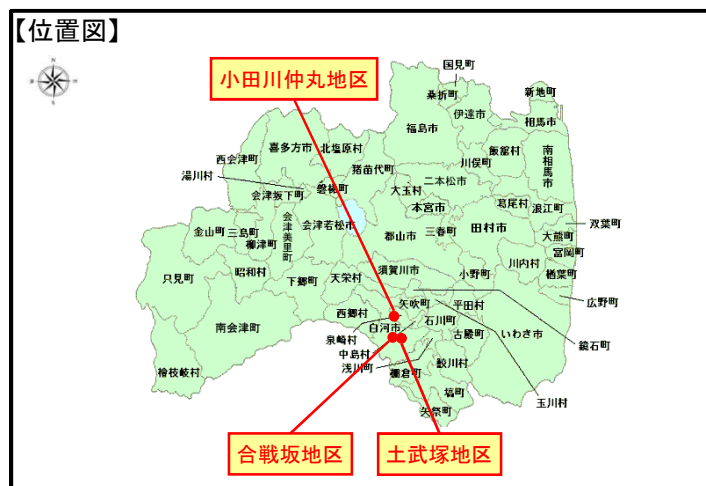 【位置図】
小田川仲丸地区
国見町
桑折町
新地町
伊達市
相馬市
福島市
喜多方市
北塩原村
飯舘村
南相馬市
西会津町
猪苗代町
川俣町
湯川村
磐梯町
二本松市
大玉村
会津坂下町
葛尾村
浪江町
本宮市
双葉町
金山町
三島町
会津美里町
会津若松市
三春町
田村市
柳津町
郡山市
大熊町
富岡町
川内村
只見町
昭和村
下郷町
天栄村
須賀川市
小野町
楢葉町
広野町
西郷村
矢吹町
平田村
南会津町
白河市
石川町
泉崎村
古殿町
いわき市
鏡石町
中島村
浅川町
鮫川村
檜枝岐村
棚倉町
塙町
玉川村
矢祭町
合戦坂地区
土武塚地区
N
S